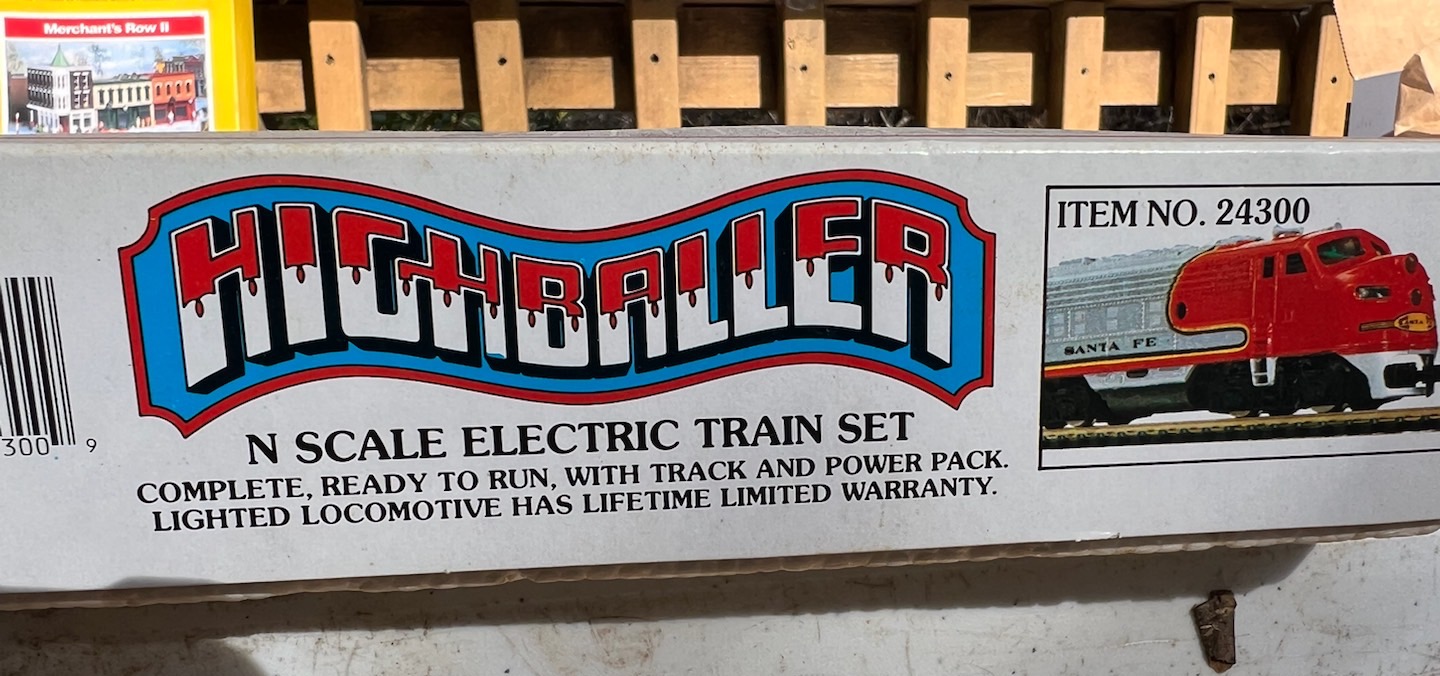 Merchant's Row II
HIGHBALLER
ITEM NO. 24300
SANTA FE
300 9
N SCALE ELECTRIC TRAIN SET
COMPLETE, READY TO RUN, WITH TRACK AND POWER PACK.
LIGHTED LOCOMOTIVE HAS LIFETIME LIMITED WARRANTY.